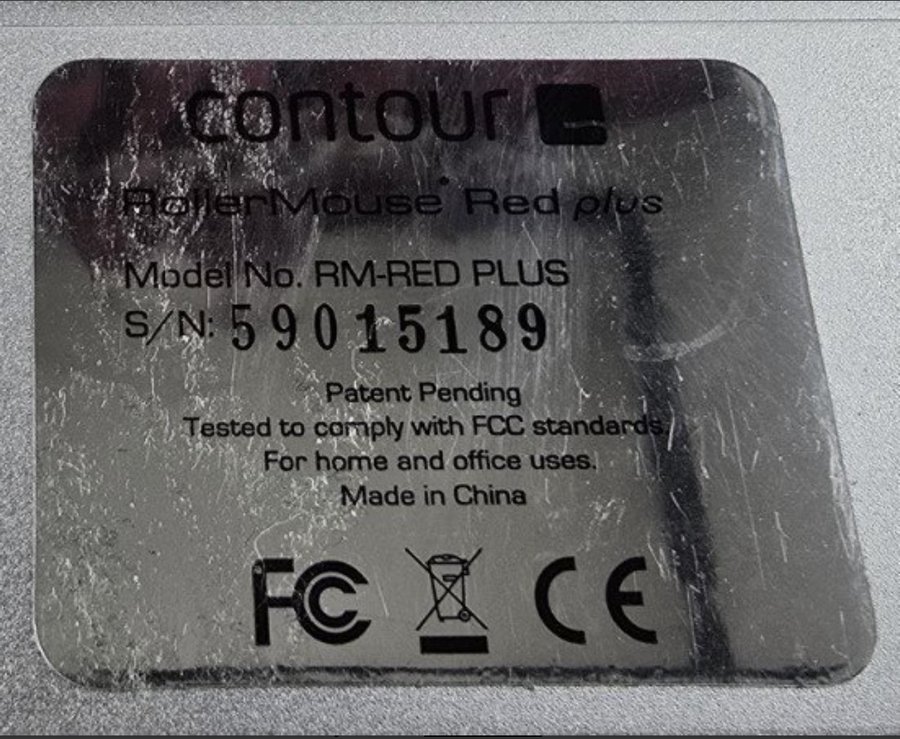 contour
RollerMouse® Red plus
Model No. RM-RED PLUS
S/N: 59015189
Patent Pending
Tested to comply with FCC standards.
For home and office uses.
Made in China
FC CE